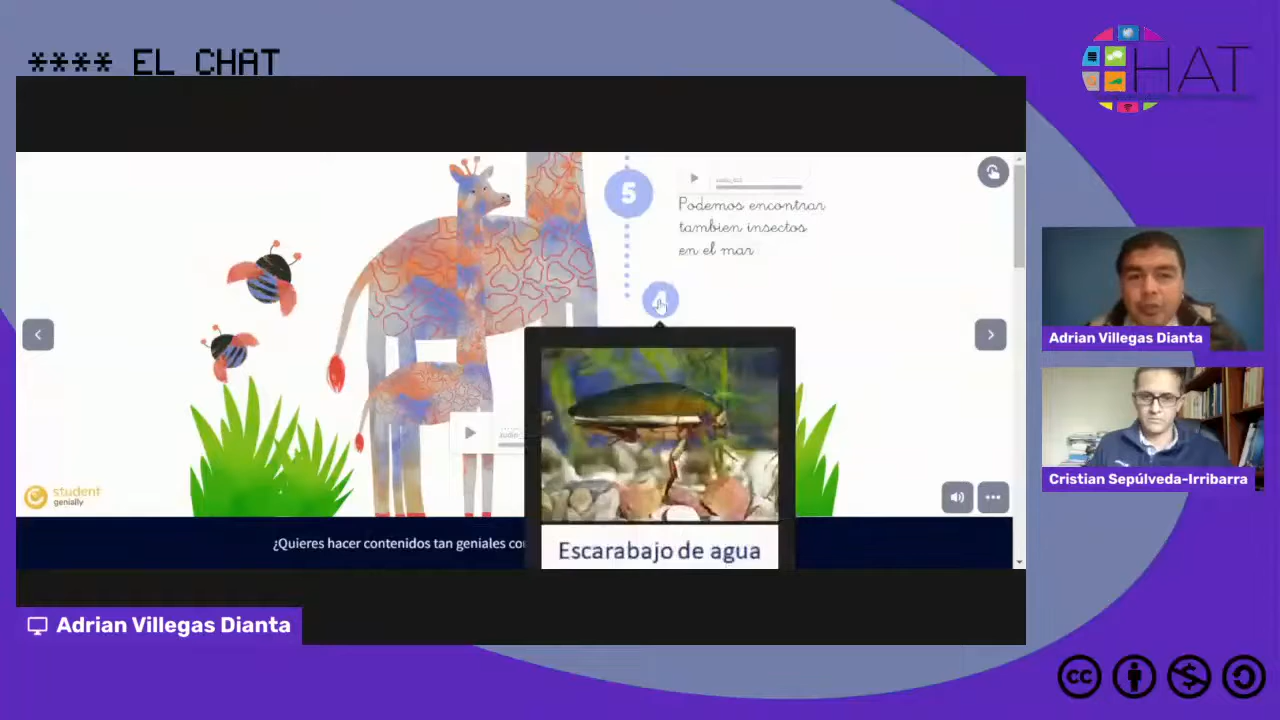 **** EL CHAT
HAT
5
Podemos encontrar
tambien insectos
en el mar
4
Escarabajo de agua
student
genially
¿Quieres hacer contenidos tan geniales co
Adrian Villegas Dianta
Adrian Villegas Dianta
Cristian Sepúlveda-Irribarra
cc